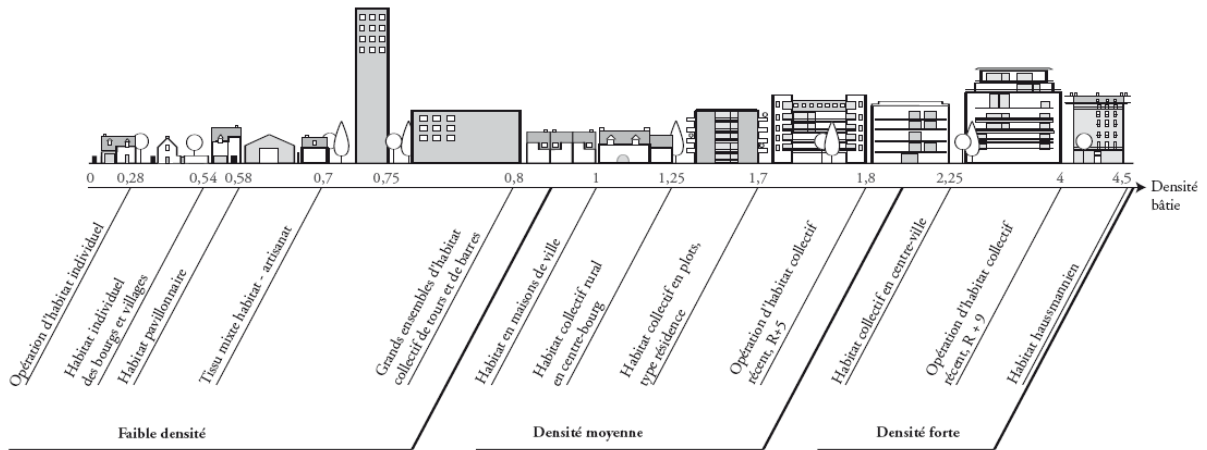 0 0,28 0,54 0,58 0,7 0,75 0,8 1 1,25 1,7 1,8 2,25 4 4,5
Densité
bâtie
Opération d'habitat individuel
Habitat individuel
des bourgs et villages
Habitat pavillonnaire
Tissu mixte habitat - artisanat
Grands ensembles d'habitat
collectif de tours et de barres
Habitat en maisons de ville
Habitat collectif rural
en centre-bourg
Habitat collectif en plots,
type résidence
Opération d'habitat collectif
récent, R+5
Habitat collectif en centre-ville
Opération d'habitat collectif
récent, R + 9
Habitat haussmannien
Faible densité
Densité moyenne
Densité forte